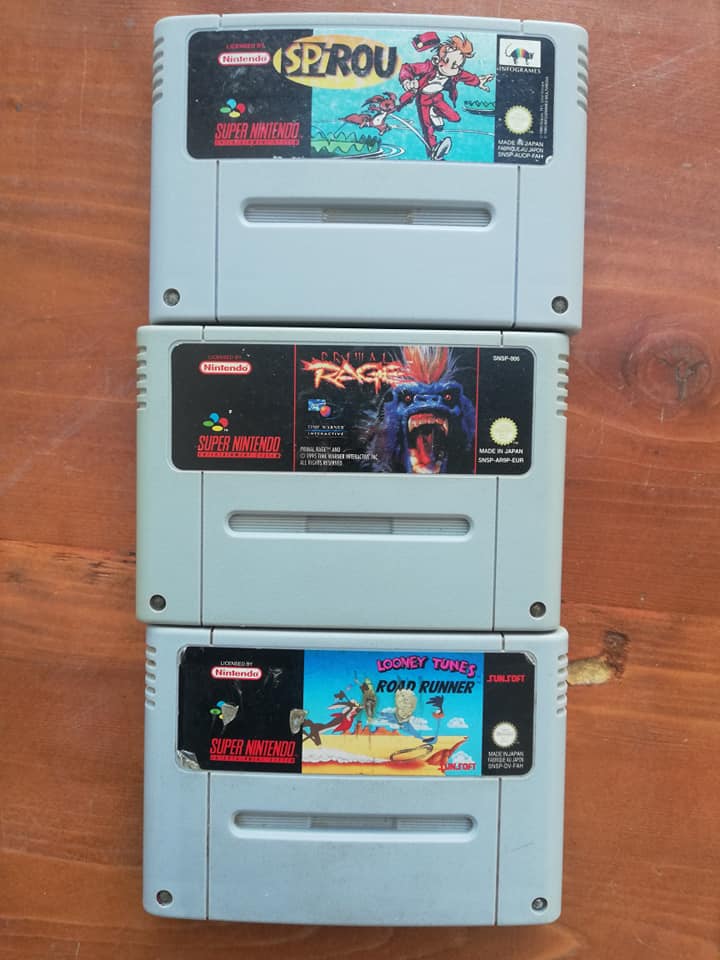 LICENSED BY
Nintendo
SPIROU
INFOGRAMES
SUPER NINTENDO
ENTERTAINMENT SYSTEM
MADE IN JAPAN
FABRIQUÉ AU JAPON
SNSP-AUOP-FAH
LICENSED BY
Nintendo
PRIMAL
RAGE
SNSP-006
SUPER NINTENDO
ENTERTAINMENT SYSTEM
TIME WARNER
INTERACTIVE
PRIMAL RAGE™ AND
© 1995 TIME WARNER INTERACTIVE INC.
ALL RIGHTS RESERVED
MADE IN JAPAN
SNSP-AR9P-EUR
LICENSED BY
Nintendo
LOONEY TUNES
ROAD RUNNER
SUNSOFT
SUPER NINTENDO
ENTERTAINMENT SYSTEM
SUNSOFT
MADE IN JAPAN
FABRIQUÉ AU JAPON
SNSP-DV-FAH